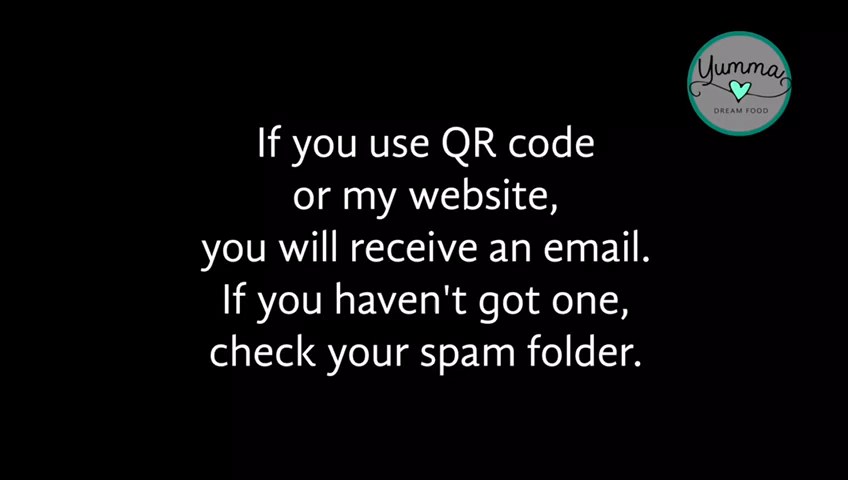 Yumma
DREAM FOOD
If you use QR code
or my website,
you will receive an email.
If you haven't got one,
check your spam folder.